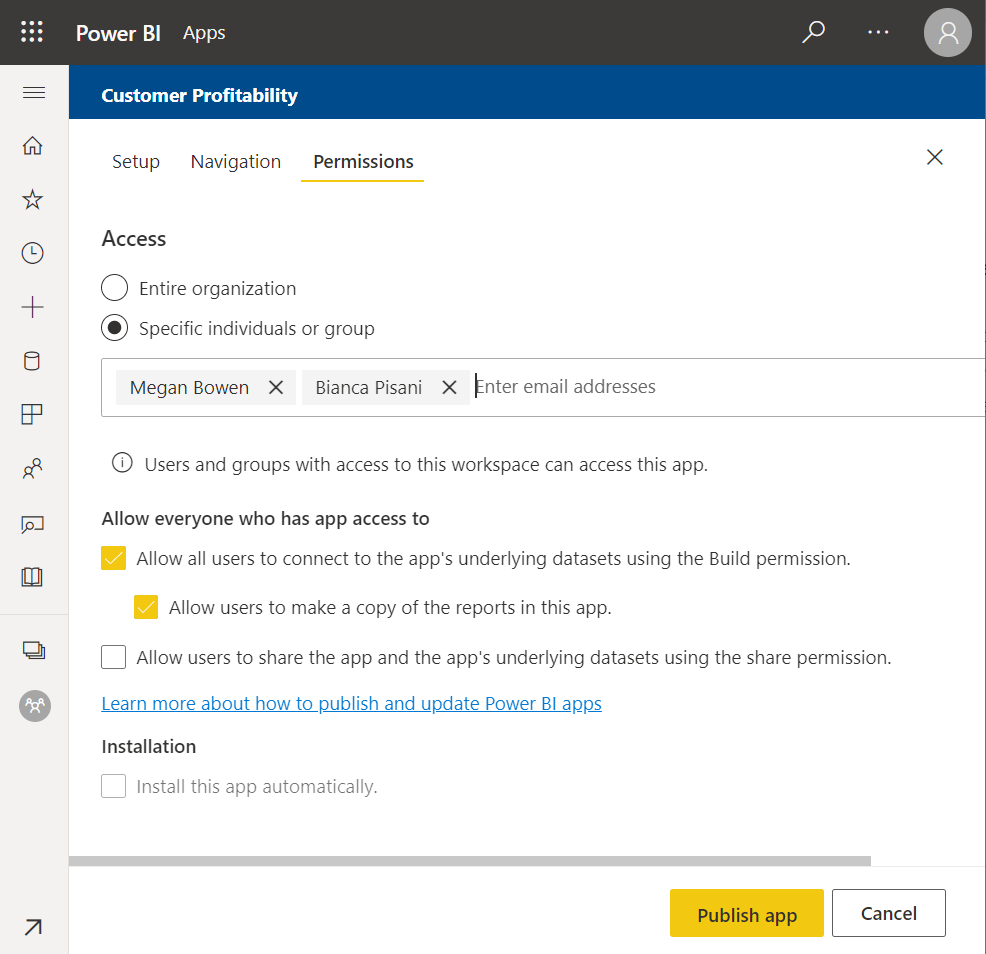 Power BI Apps
Customer Profitability
Setup Navigation Permissions
Access
Entire organization
Specific individuals or group
Megan Bowen Bianca Pisani Enter email addresses
Users and groups with access to this workspace can access this app.
Allow everyone who has app access to
Allow all users to connect to the app's underlying datasets using the Build permission.
Allow users to make a copy of the reports in this app.
Allow users to share the app and the app's underlying datasets using the share permission.
Learn more about how to publish and update Power BI apps
Installation
Install this app automatically.
Publish app Cancel